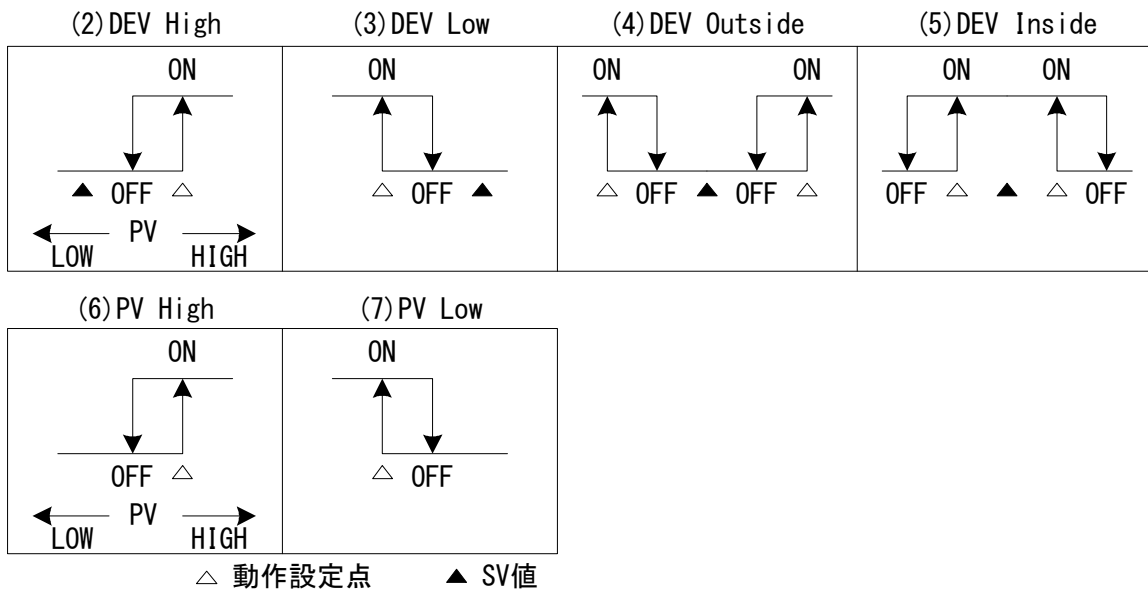 (2)DEV High (3)DEV Low (4)DEV Outside (5)DEV Inside
ON ON ON ON ON ON
▲ OFF △ △ OFF ▲ △ OFF ▲ OFF △ OFF △ ▲ △ OFF
PV
LOW HIGH
(6)PV High (7)PV Low
ON ON
OFF △ △ OFF
PV
LOW HIGH
△ 動作設定点 ▲ SV値